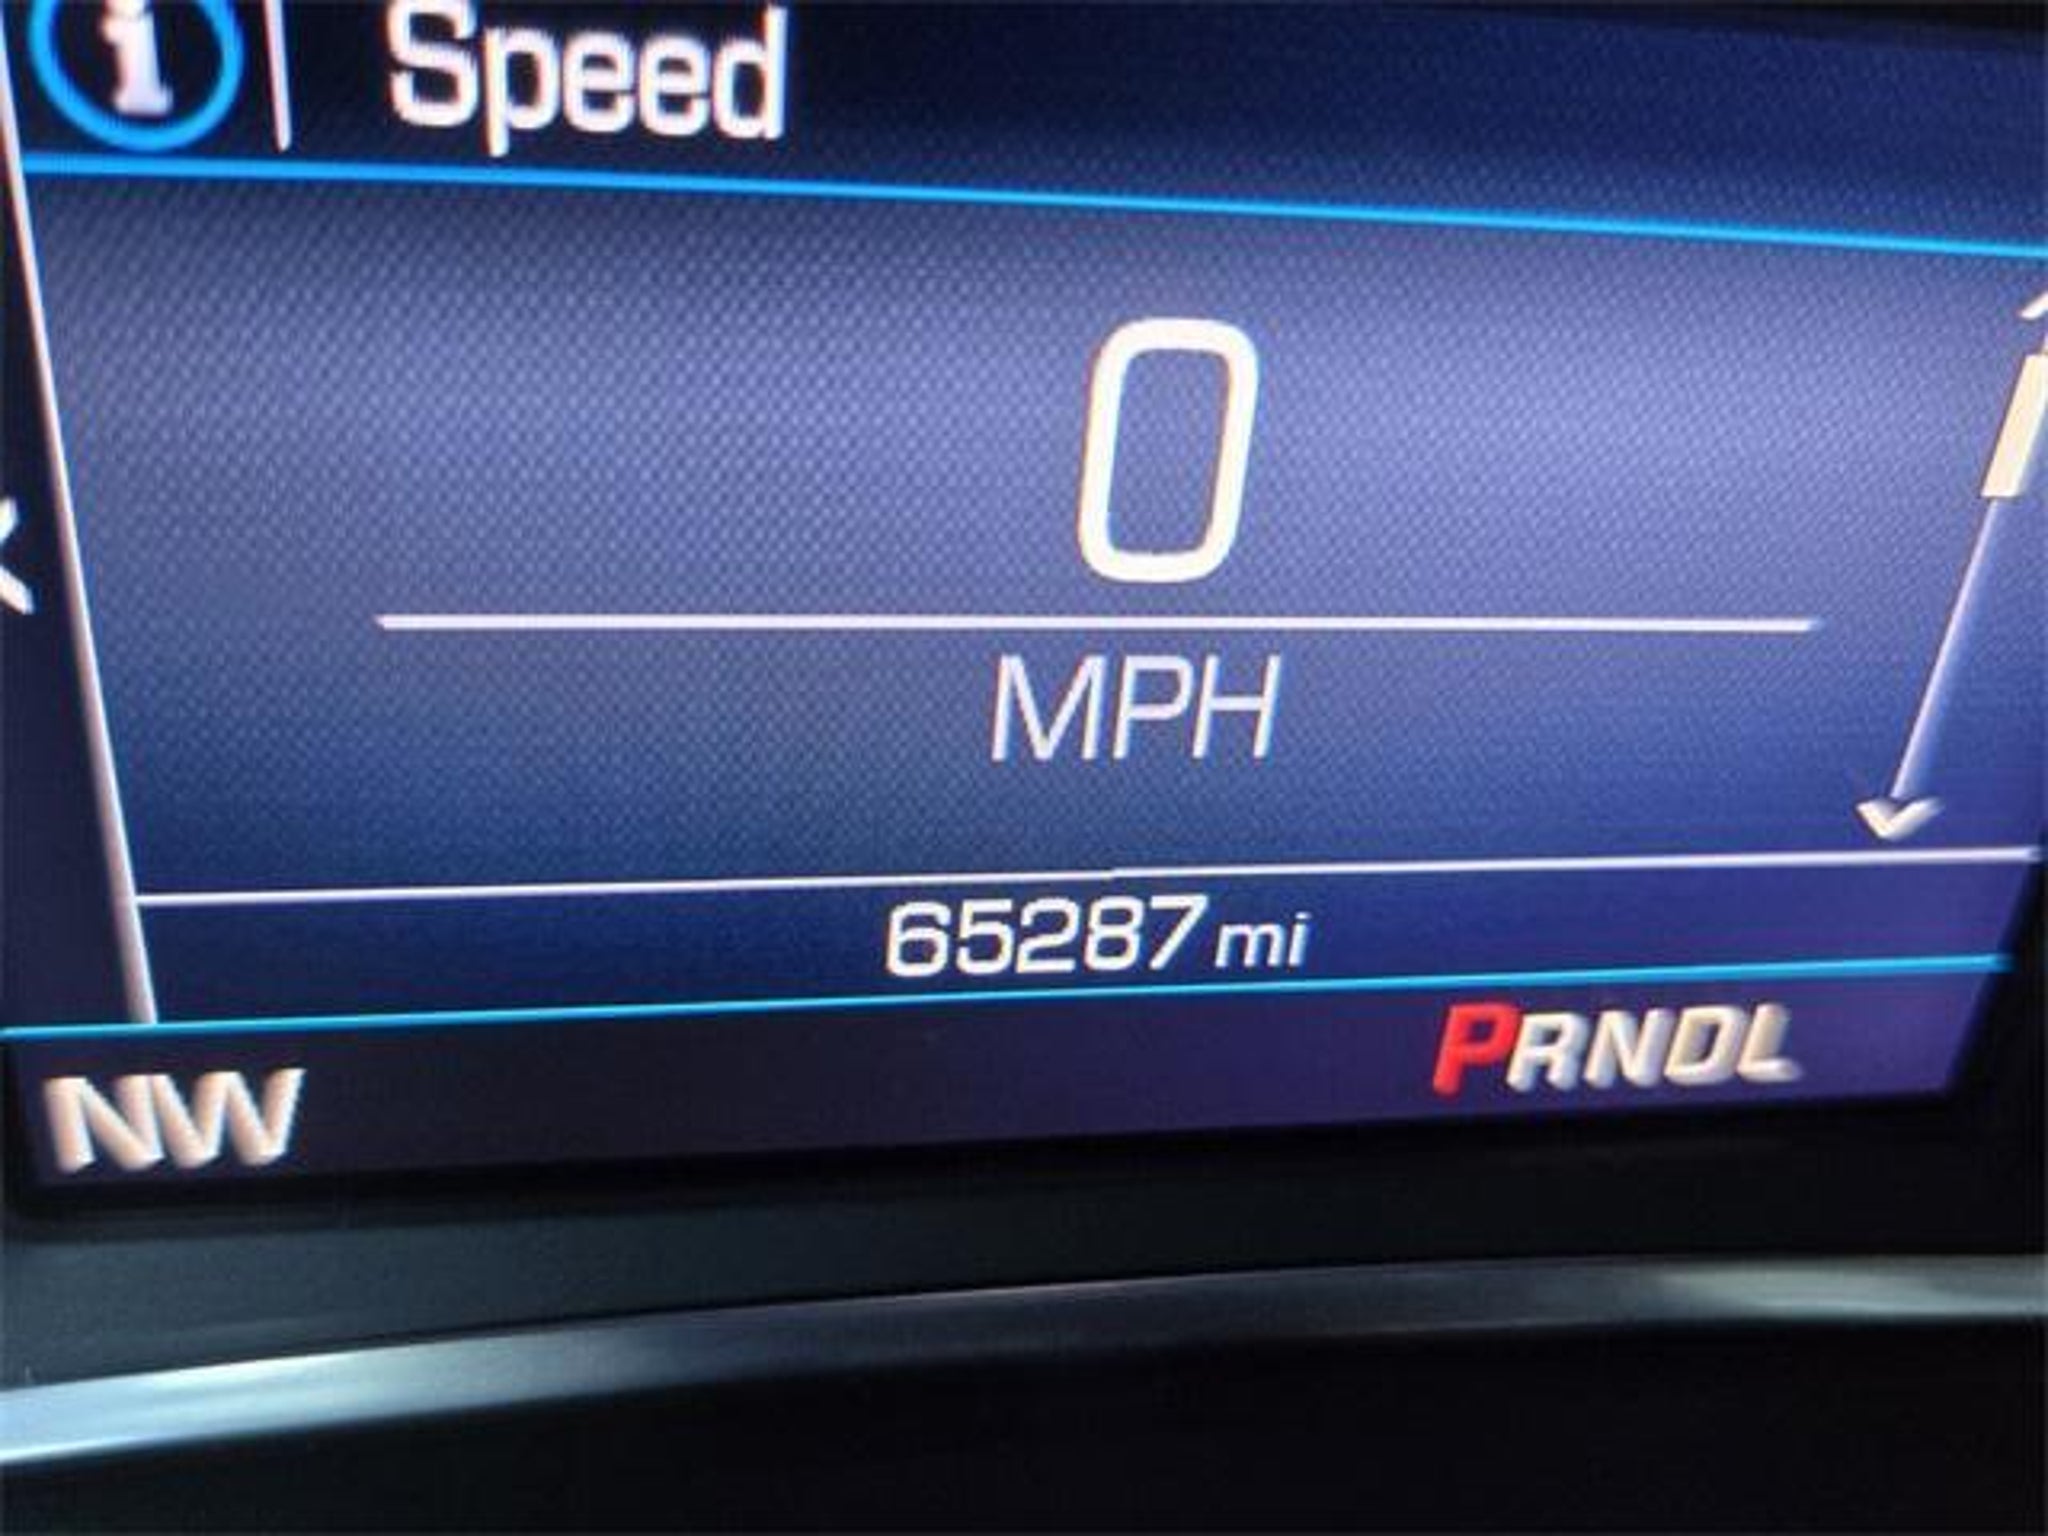 i Speed
0
MPH
65287 mi
PRNDL
NW